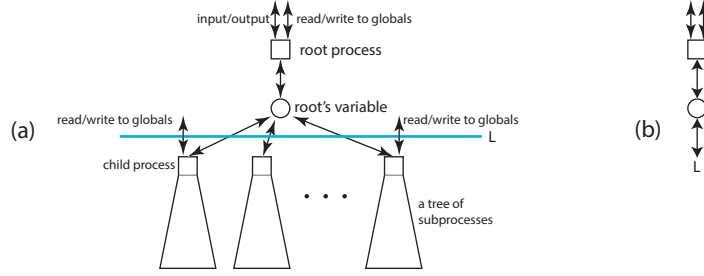 input/output
read/write to globals
root process
root's variable
read/write to globals
read/write to globals
(a)
L
child process
a tree of
subprocesses
(b)
L